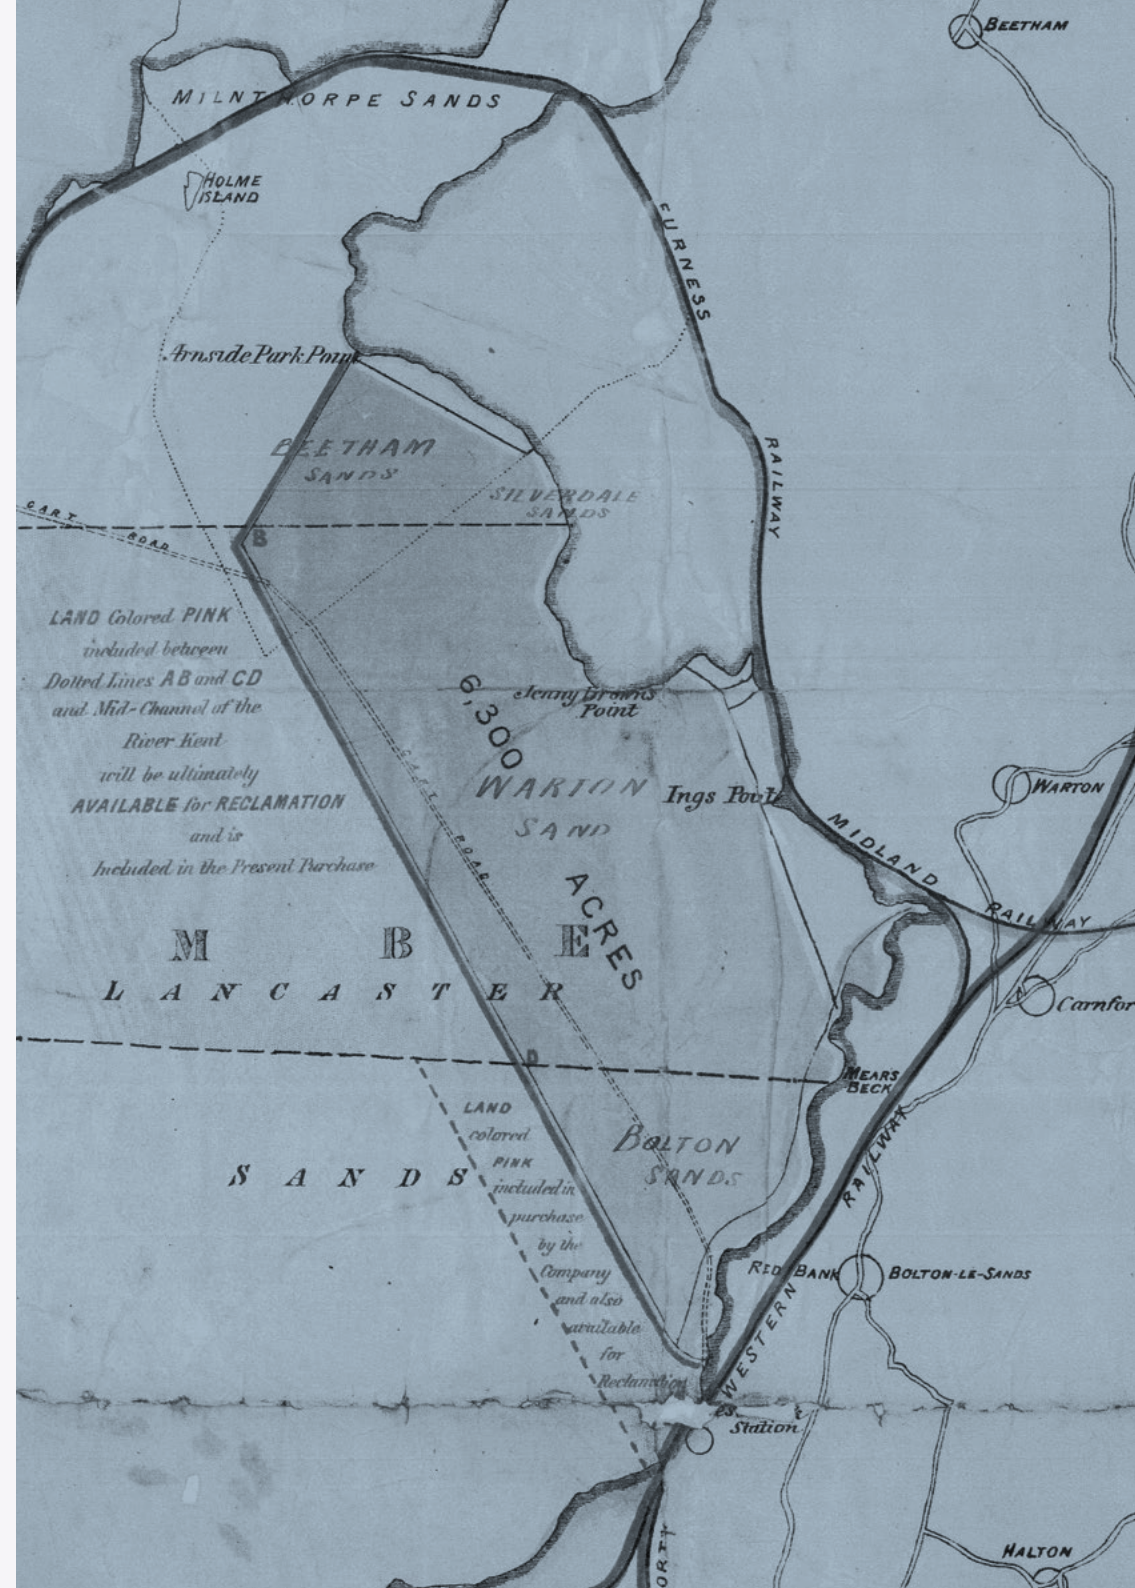 BEETHAM
MILNTHORPE SANDS
HOLME
ISLAND
FURNESS
RAILWAY
Arnside Park Point
BEETHAM
SANDS
SILVERDALE
SANDS
CART
ROAD
B
LAND Colored PINK
included between
Dotted Lines AB and CD
and Mid-Channel of the
River Kent
will be ultimately
AVAILABLE for RECLAMATION
and is
Included in the Present Purchase
Jenny Browns
Point
6,300
ACRES
CART ROAD
WARTON
SAND
Ings Point
WARTON
MIDLAND
RAILWAY
M B E
LANCASTER
SANDS
Carnfor
D
MEARS
BECK
LAND
colored
PINK
included in
purchase
by the
Company
and also
available
for
Reclamation
BOLTON
SANDS
RAILWAY
RED BANK
BOLTON-LE-SANDS
WESTERN
Station
HALTON